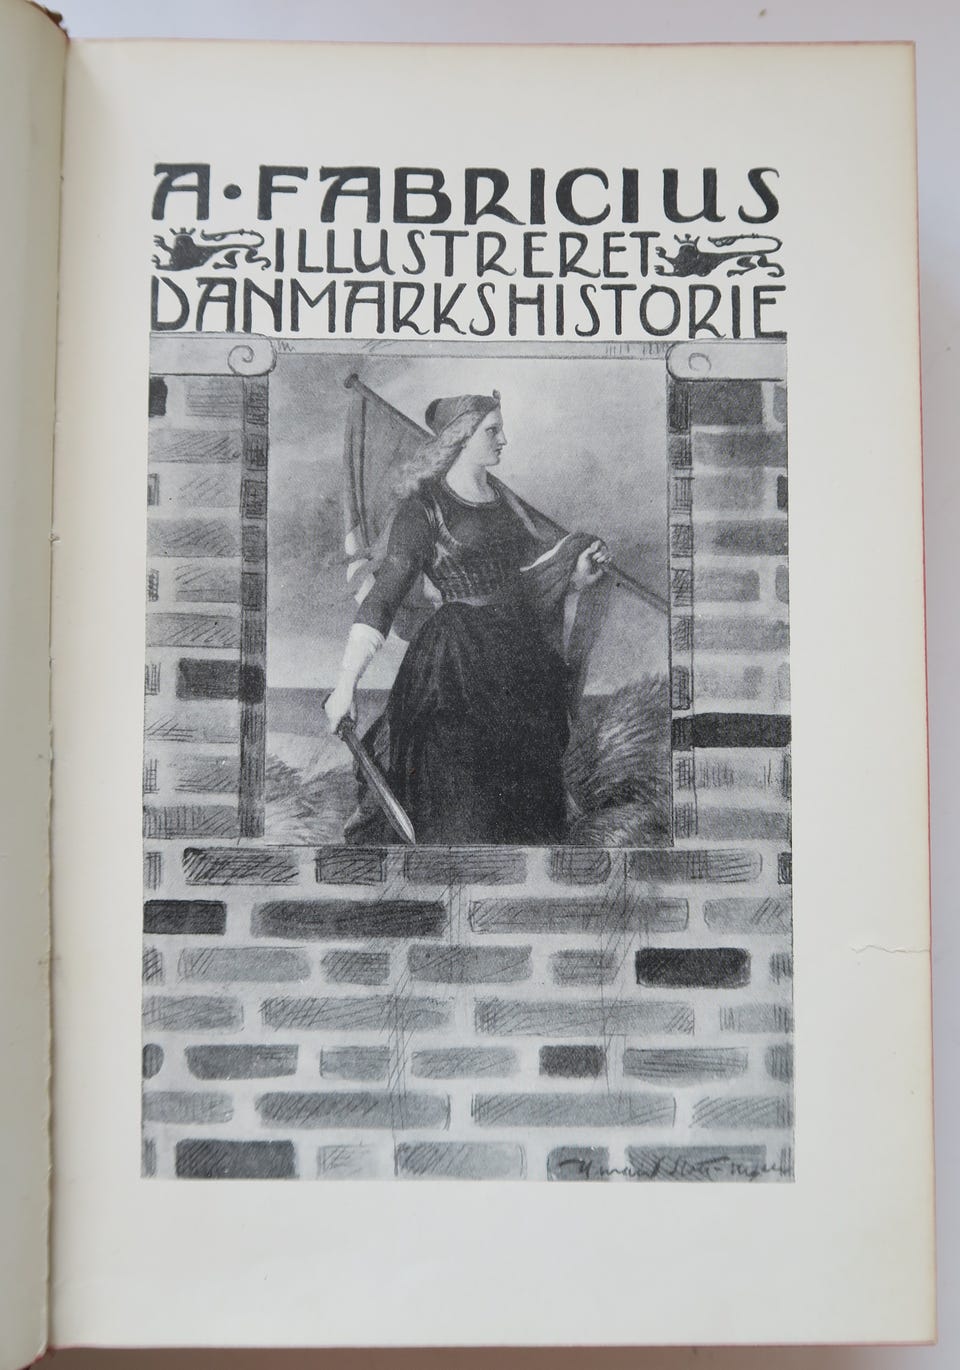 A • FABRICIUS
ILLUSTRERET
DANMARKSHISTORIE